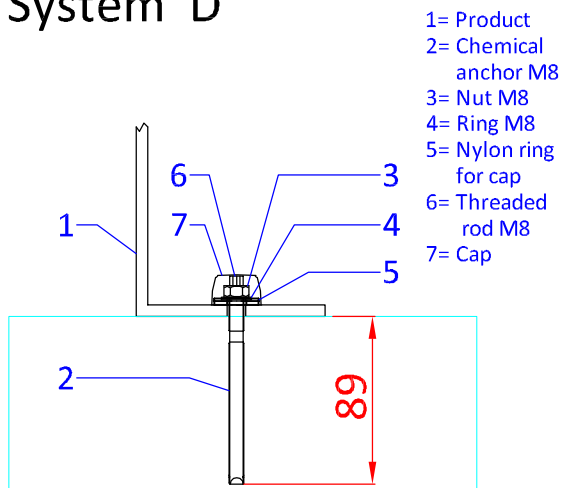 System D
1= Product
2= Chemical
anchor M8
3= Nut M8
4= Ring M8
5= Nylon ring
for cap
6= Threaded
rod M8
7= Cap
6
3
1
7
4
5
2
89